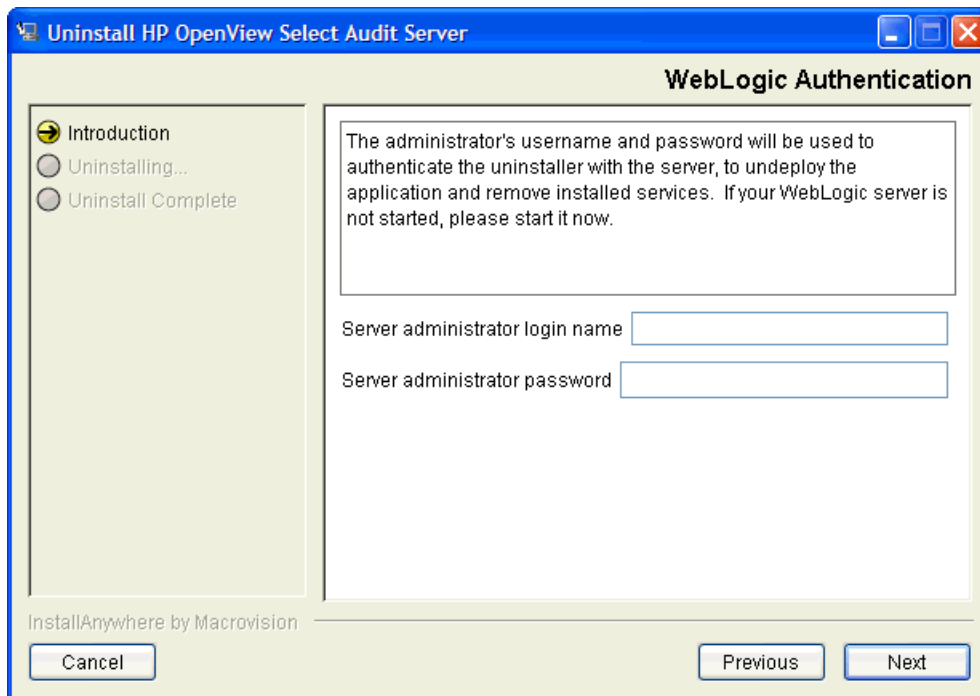 Uninstall HP OpenView Select Audit Server
WebLogic Authentication
Introduction
Uninstalling...
Uninstall Complete
The administrator's username and password will be used to
authenticate the uninstaller with the server, to undeploy the
application and remove installed services.  If your WebLogic server is
not started, please start it now.
Server administrator login name
Server administrator password
InstallAnywhere by Macrovision
Cancel
Previous
Next